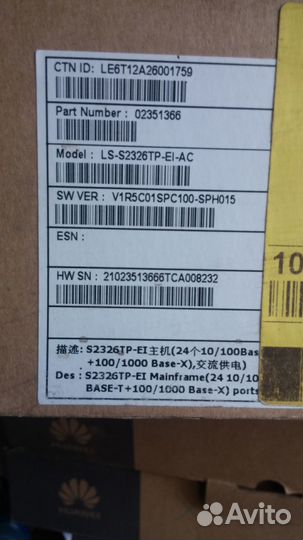 CTN ID: LE6T12A26001759
Part Number : 02351366
Model : LS-S2326TP-EI-AC
SW VER : V1R5C01SPC100-SPH015
ESN :
HW SN : 21023513666TCA008232
10
描述: S2326TP-EI主机(24个10/100Bas
+100/1000 Base-X),交流供电)
Des : S2326TP-EI Mainframe(24 10/10
BASE-T+100/1000 Base-X) ports
HUAWEI
Avito